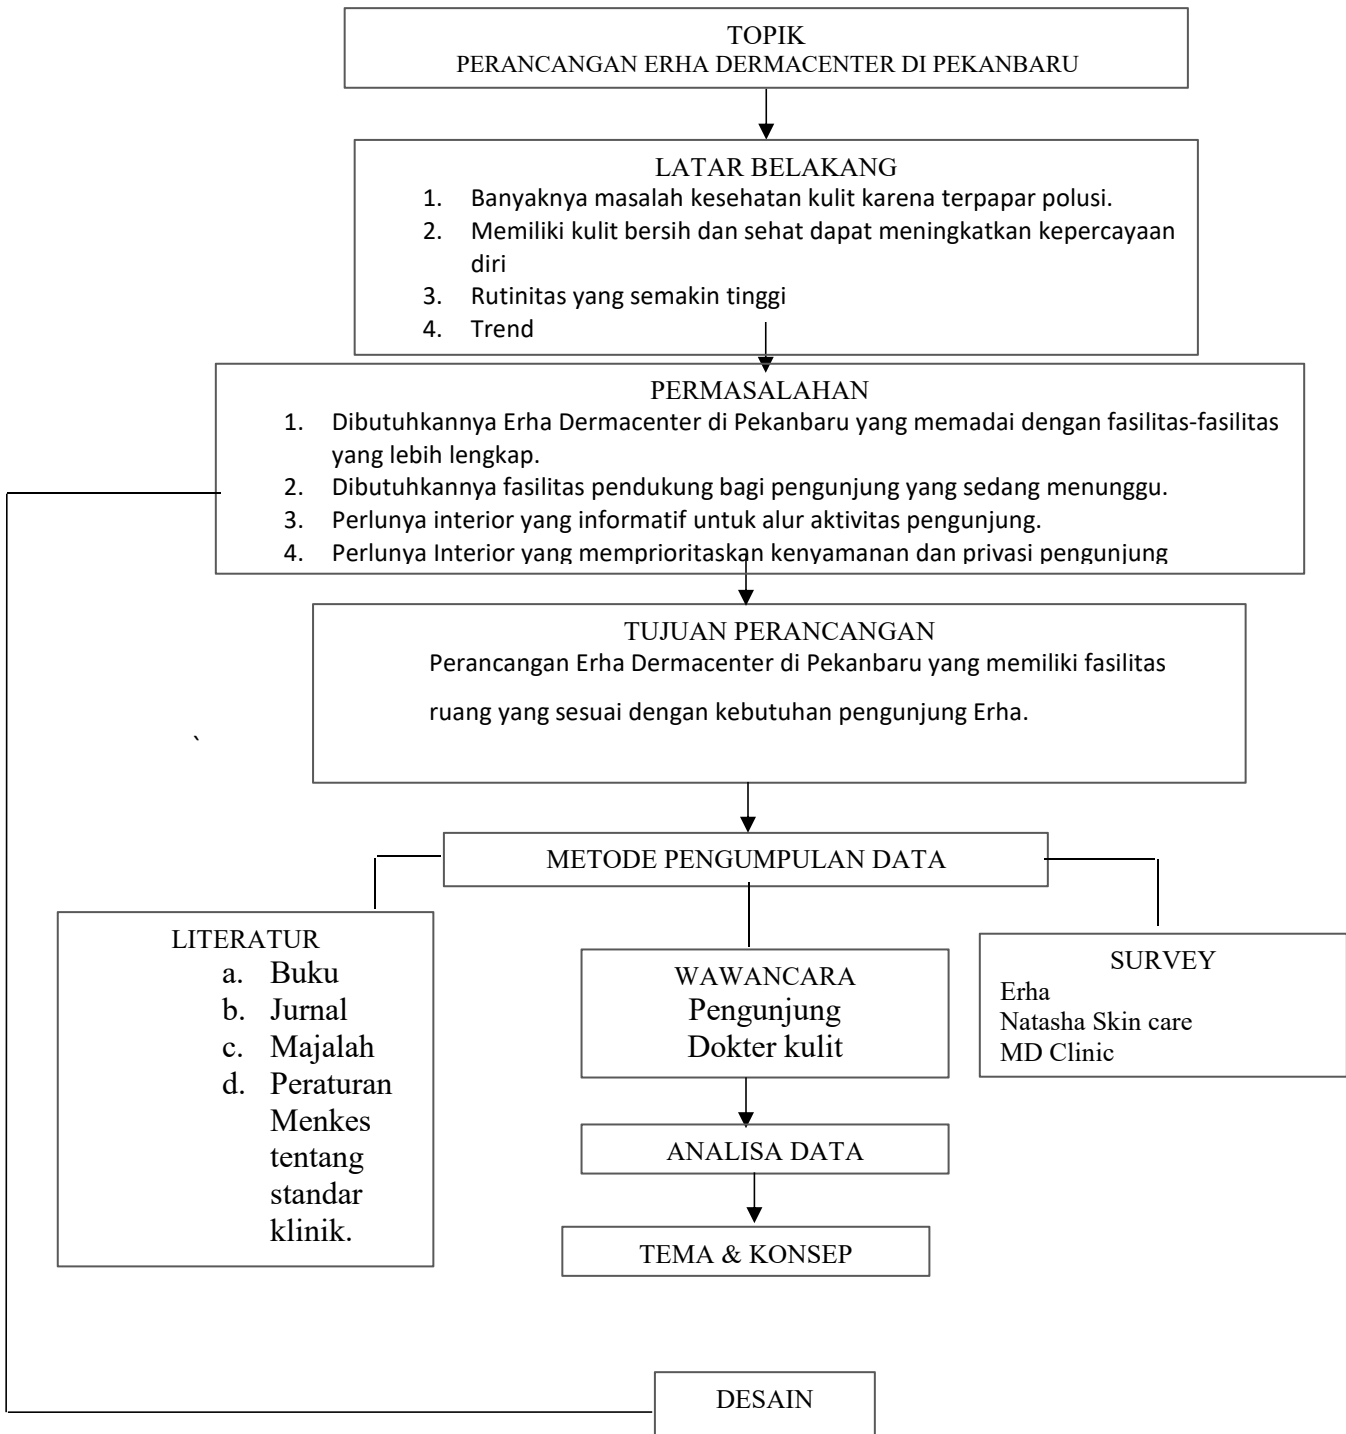 TOPIK
PERANCANGAN ERHA DERMACENTER DI PEKANBARU
LATAR BELAKANG
1. Banyaknya masalah kesehatan kulit karena terpapar polusi.
2. Memiliki kulit bersih dan sehat dapat meningkatkan kepercayaan
diri
3. Rutinitas yang semakin tinggi
4. Trend
PERMASALAHAN
1. Dibutuhkannya Erha Dermacenter di Pekanbaru yang memadai dengan fasilitas-fasilitas
yang lebih lengkap.
2. Dibutuhkannya fasilitas pendukung bagi pengunjung yang sedang menunggu.
3. Perlunya interior yang informatif untuk alur aktivitas pengunjung.
4. Perlunya Interior yang memprioritaskan kenyamanan dan privasi pengunjung
TUJUAN PERANCANGAN
Perancangan Erha Dermacenter di Pekanbaru yang memiliki fasilitas
ruang yang sesuai dengan kebutuhan pengunjung Erha.
`
METODE PENGUMPULAN DATA
LITERATUR
a. Buku
b. Jurnal
c. Majalah
d. Peraturan
Menkes
tentang
standar
klinik.
WAWANCARA
Pengunjung
Dokter kulit
SURVEY
Erha
Natasha Skin care
MD Clinic
ANALISA DATA
TEMA & KONSEP
DESAIN